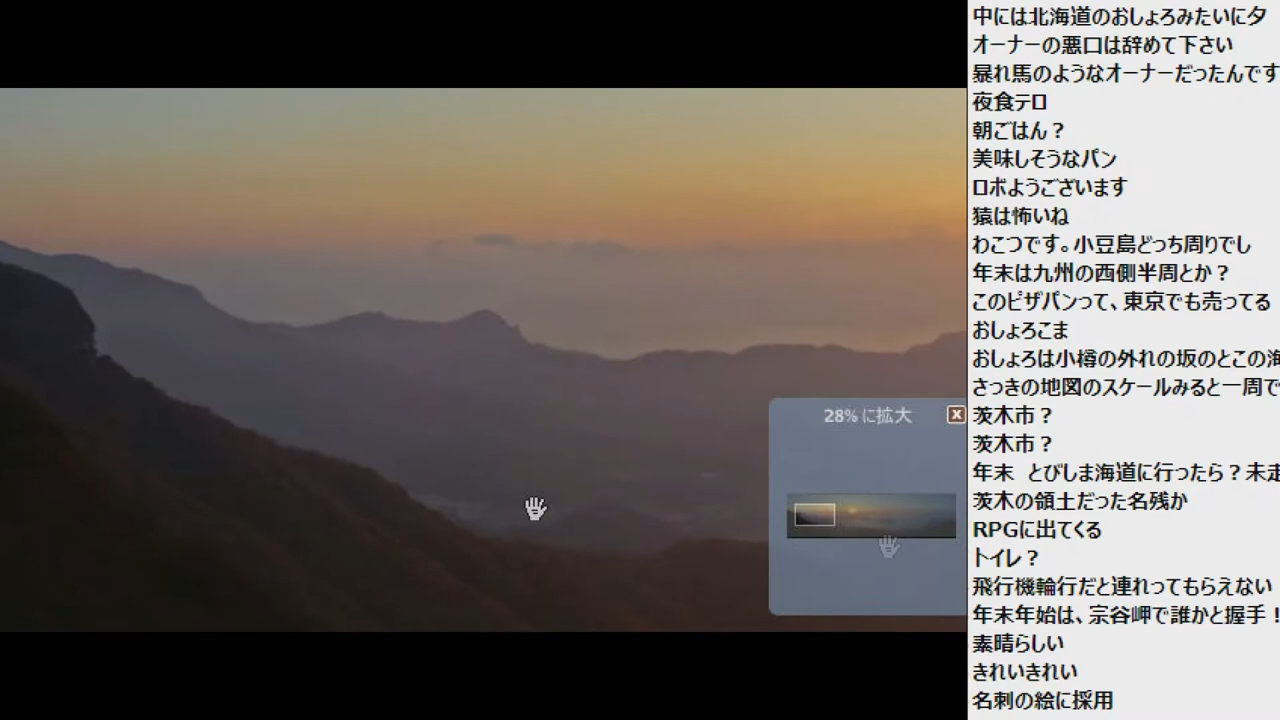 28% に拡大
中には北海道のおしょろみたいにタ
オーナーの悪口は辞めて下さい
暴れ馬のようなオーナーだったんです
夜食テロ
朝ごはん？
美味しそうなパン
ロボようございます
猿は怖いね
わこつです。小豆島どっち周りでし
年末は九州の西側半周とか？
このピザパンって、東京でも売ってる
おしょろこま
おしょろは小樽の外れの坂のとこの海
さっきの地図のスケールみると一周で
茨木市？
茨木市？
年末　とびしま海道に行ったら？未走
茨木の領土だった名残か
RPGに出てくる
トイレ？
飛行機輪行だと連れってもらえない
年末年始は、宗谷岬で誰かと握手！
素晴らしい
きれいきれい
名刺の絵に採用